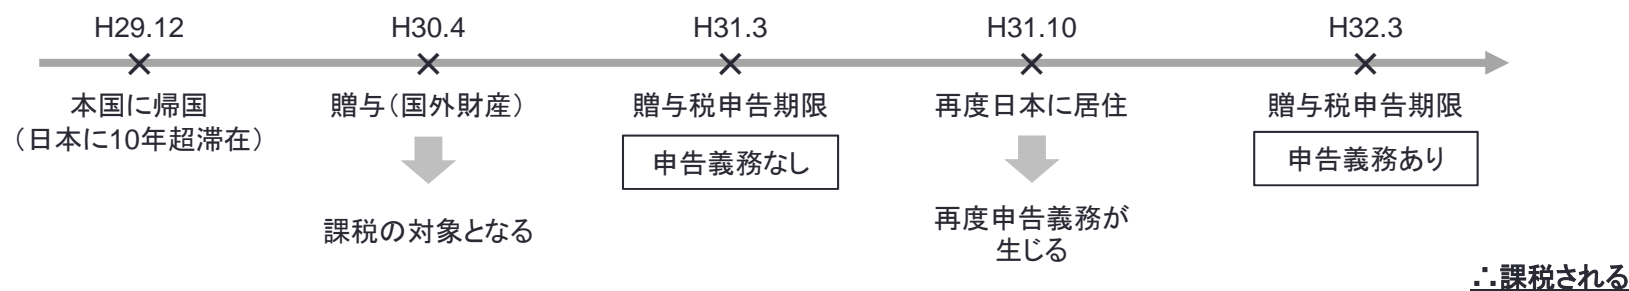 H29.12
H30.4
H31.3
H31.10
H32.3
本国に帰国
（日本に10年超滞在）
贈与（国外財産）
贈与税申告期限
再度日本に居住
贈与税申告期限
申告義務なし
申告義務あり
課税の対象となる
再度申告義務が
生じる
∴課税される